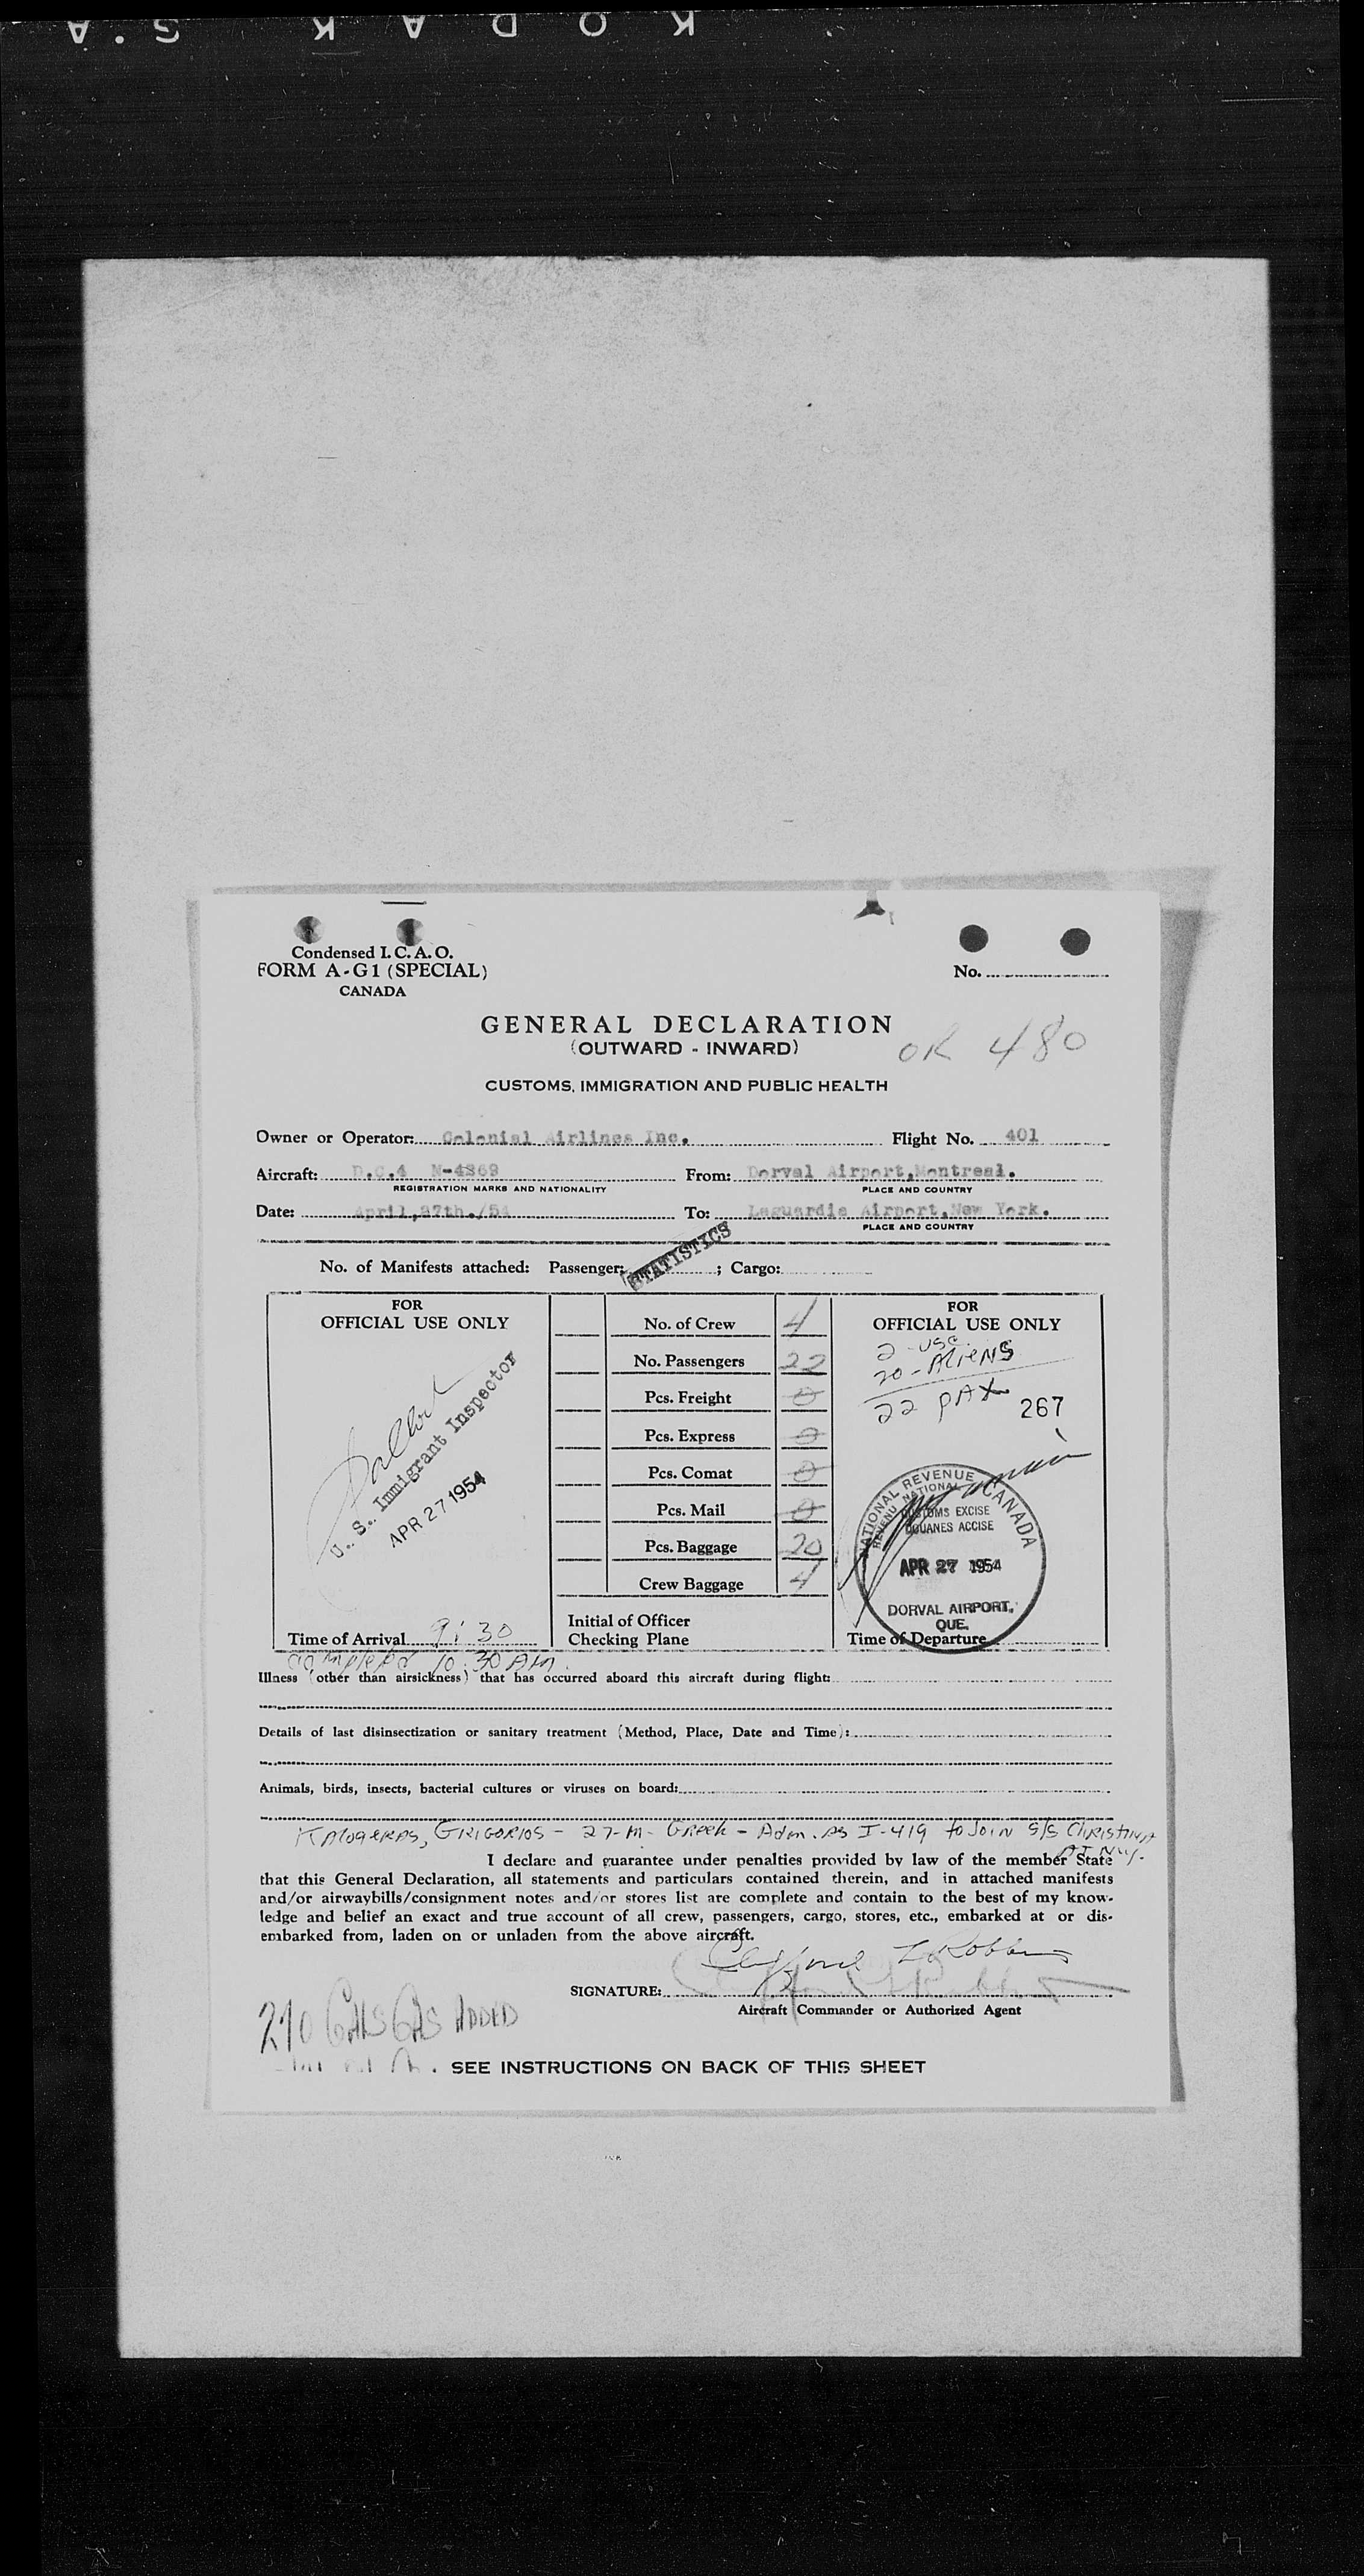 K O D A K S . A
Condensed I. C. A. O.
FORM A-G1 (SPECIAL)
CANADA
No.
GENERAL DECLARATION
(OUTWARD - INWARD)
OK 480
CUSTOMS, IMMIGRATION AND PUBLIC HEALTH
Owner or Operator: Colonial Airlines Inc. Flight No. 401
Aircraft: D.C.4 N-4369 From: Dorval Airport, Montreal.
REGISTRATION MARKS AND NATIONALITY PLACE AND COUNTRY
Date: April, 27th./54 To: Laguardia Airport, New York.
PLACE AND COUNTRY
STATISTICS
No. of Manifests attached: Passenger: ; Cargo:
FOR
OFFICIAL USE ONLY
U. S. Immigrant Inspector
APR 27 1954
Time of Arrival 9:30
completed 10:30 AM.
No. of Crew 4
No. Passengers 22
Pcs. Freight 0
Pcs. Express 0
Pcs. Comat 0
Pcs. Mail 0
Pcs. Baggage 20
Crew Baggage 4
Initial of Officer
Checking Plane
FOR
OFFICIAL USE ONLY
2 - USC
20 - ALIENS
22 PAX
267
NATIONAL REVENUE CANADA
REVENU NATIONAL
CUSTOMS EXCISE
DOUANES ACCISE
APR 27 1954
DORVAL AIRPORT,
QUE.
Time of Departure
Illness (other than airsickness) that has occurred aboard this aircraft during flight:
Details of last disinsectization or sanitary treatment (Method, Place, Date and Time):
Animals, birds, insects, bacterial cultures or viruses on board:
KALOGERAS, GRIGORIOS - 27-M- GREEK - Adm. AS I-419 to JOIN S/S CHRISTINA
AT NY.
I declare and guarantee under penalties provided by law of the member State
that this General Declaration, all statements and particulars contained therein, and in attached manifests
and/or airwaybills/consignment notes and/or stores list are complete and contain to the best of my know-
ledge and belief an exact and true account of all crew, passengers, cargo, stores, etc., embarked at or dis-
embarked from, laden on or unladen from the above aircraft.
Clifford L Robbins
SIGNATURE:
Aircraft Commander or Authorized Agent
210 GALS GAS ADDED
SEE INSTRUCTIONS ON BACK OF THIS SHEET